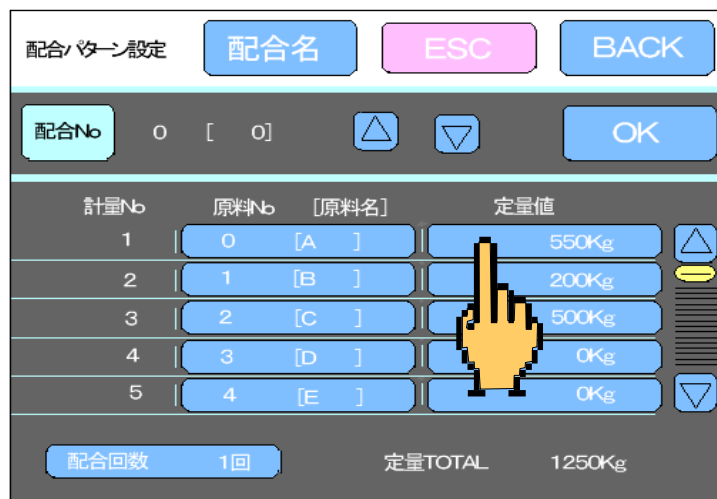 配合パターン設定 配合名 ESC BACK
配合No 0 [ 0] OK
計量No 原料No [原料名] 定量値
1 0 [A ] 550Kg
2 1 [B ] 200Kg
3 2 [C ] 500Kg
4 3 [D ] 0Kg
5 4 [E ] 0Kg
配合回数 1回 定量TOTAL 1250Kg